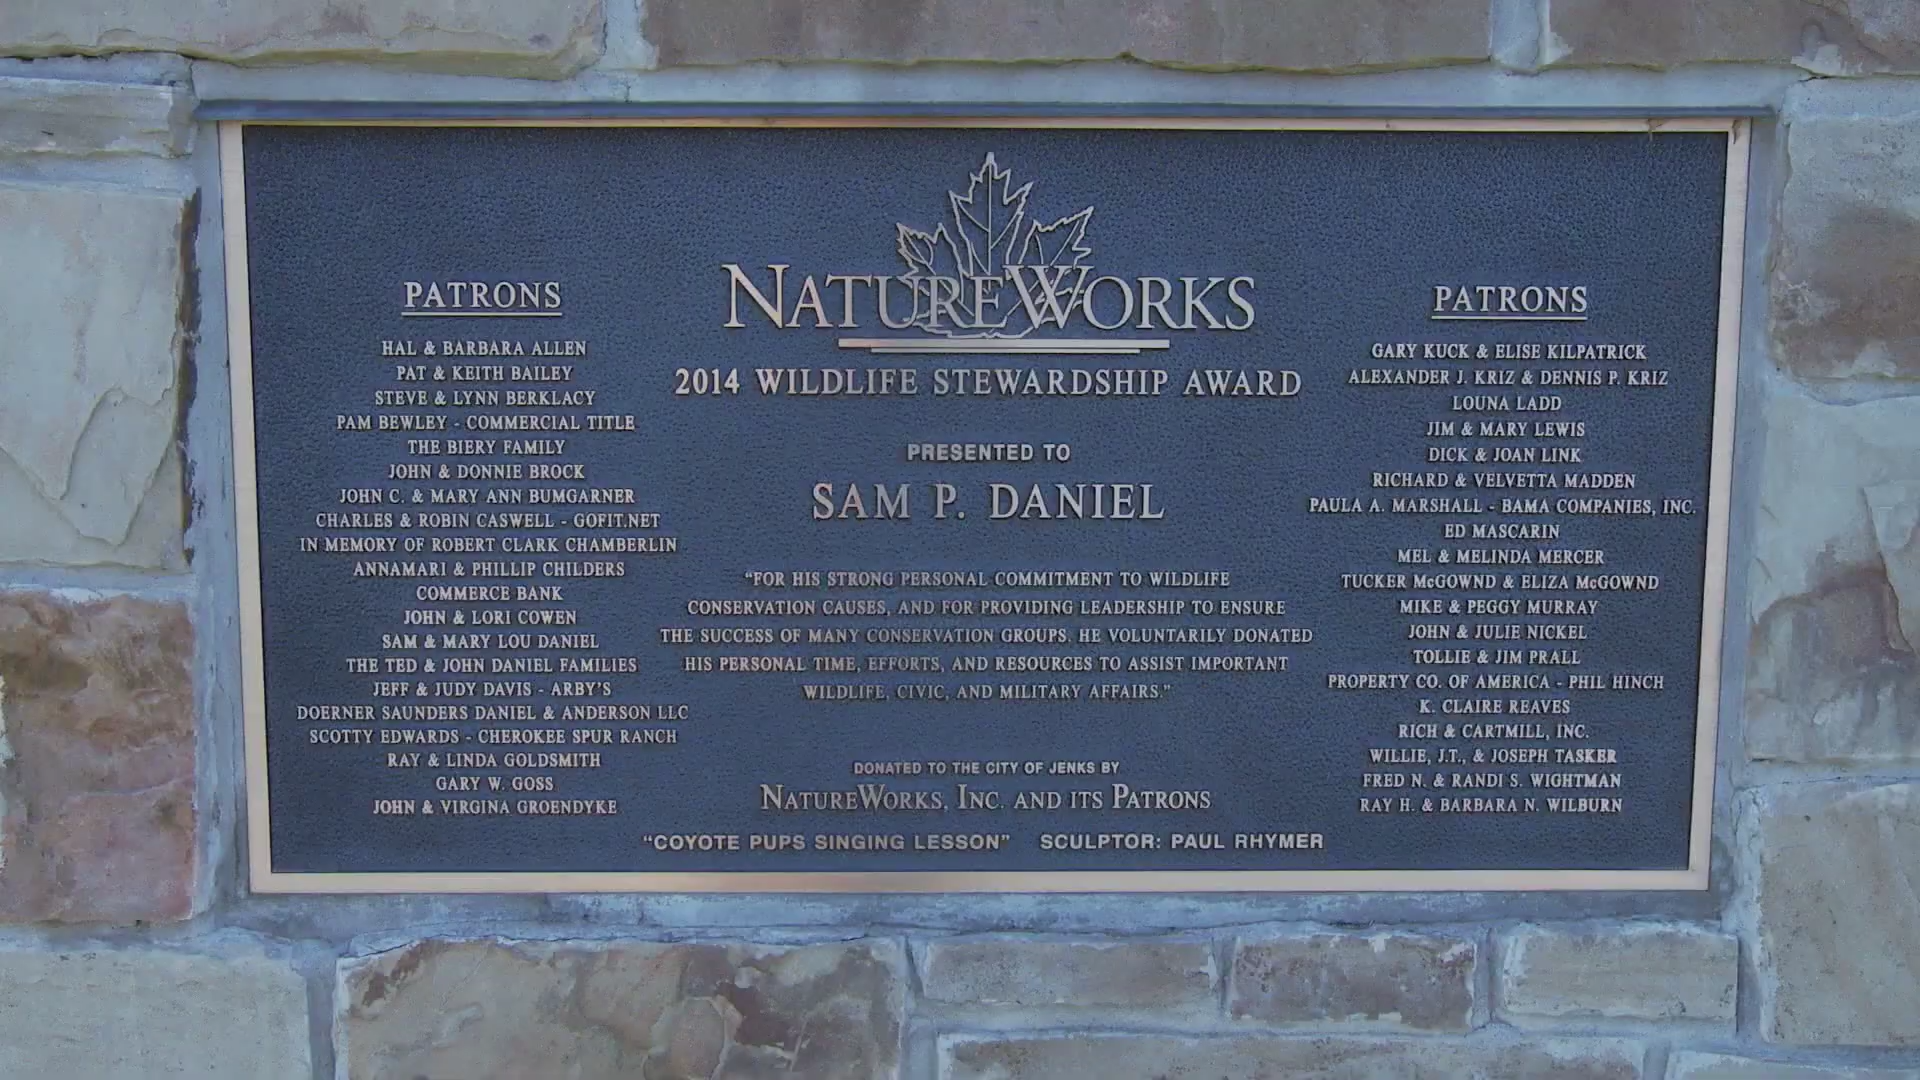 NATUREWORKS
2014 WILDLIFE STEWARDSHIP AWARD
PRESENTED TO
SAM P. DANIEL
"FOR HIS STRONG PERSONAL COMMITMENT TO WILDLIFE
CONSERVATION CAUSES, AND FOR PROVIDING LEADERSHIP TO ENSURE
THE SUCCESS OF MANY CONSERVATION GROUPS. HE VOLUNTARILY DONATED
HIS PERSONAL TIME, EFFORTS, AND RESOURCES TO ASSIST IMPORTANT
WILDLIFE, CIVIC, AND MILITARY AFFAIRS."
DONATED TO THE CITY OF JENKS BY
NATUREWORKS, INC. AND ITS PATRONS
"COYOTE PUPS SINGING LESSON" SCULPTOR: PAUL RHYMER
PATRONS
HAL & BARBARA ALLEN
PAT & KEITH BAILEY
STEVE & LYNN BERKLACY
PAM BEWLEY - COMMERCIAL TITLE
THE BIERY FAMILY
JOHN & DONNIE BROCK
JOHN C. & MARY ANN BUMGARNER
CHARLES & ROBIN CASWELL - GOFIT.NET
IN MEMORY OF ROBERT CLARK CHAMBERLIN
ANNAMARI & PHILLIP CHILDERS
COMMERCE BANK
JOHN & LORI COWEN
SAM & MARY LOU DANIEL
THE TED & JOHN DANIEL FAMILIES
JEFF & JUDY DAVIS - ARBY'S
DOERNER SAUNDERS DANIEL & ANDERSON LLC
SCOTTY EDWARDS - CHEROKEE SPUR RANCH
RAY & LINDA GOLDSMITH
GARY W. GOSS
JOHN & VIRGINA GROENDYKE
PATRONS
GARY KUCK & ELISE KILPATRICK
ALEXANDER J. KRIZ & DENNIS P. KRIZ
LOUNA LADD
JIM & MARY LEWIS
DICK & JOAN LINK
RICHARD & VELVETTA MADDEN
PAULA A. MARSHALL - BAMA COMPANIES, INC.
ED MASCARIN
MEL & MELINDA MERCER
TUCKER McGOWND & ELIZA McGOWND
MIKE & PEGGY MURRAY
JOHN & JULIE NICKEL
TOLLIE & JIM PRALL
PROPERTY CO. OF AMERICA - PHIL HINCH
K. CLAIRE REAVES
RICH & CARTMILL, INC.
WILLIE, J.T., & JOSEPH TASKER
FRED N. & RANDI S. WIGHTMAN
RAY H. & BARBARA N. WILBURN